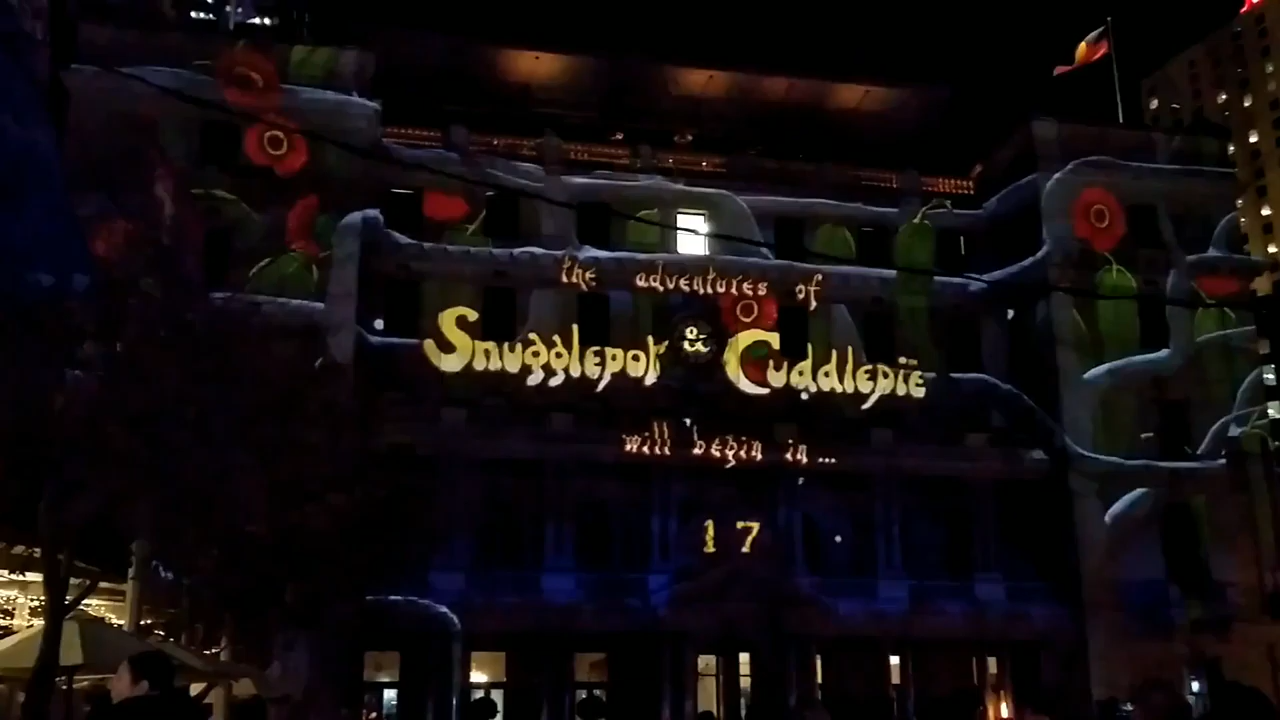 the adventures of
Snugglepot & Cuddlepie
will begin in...
17